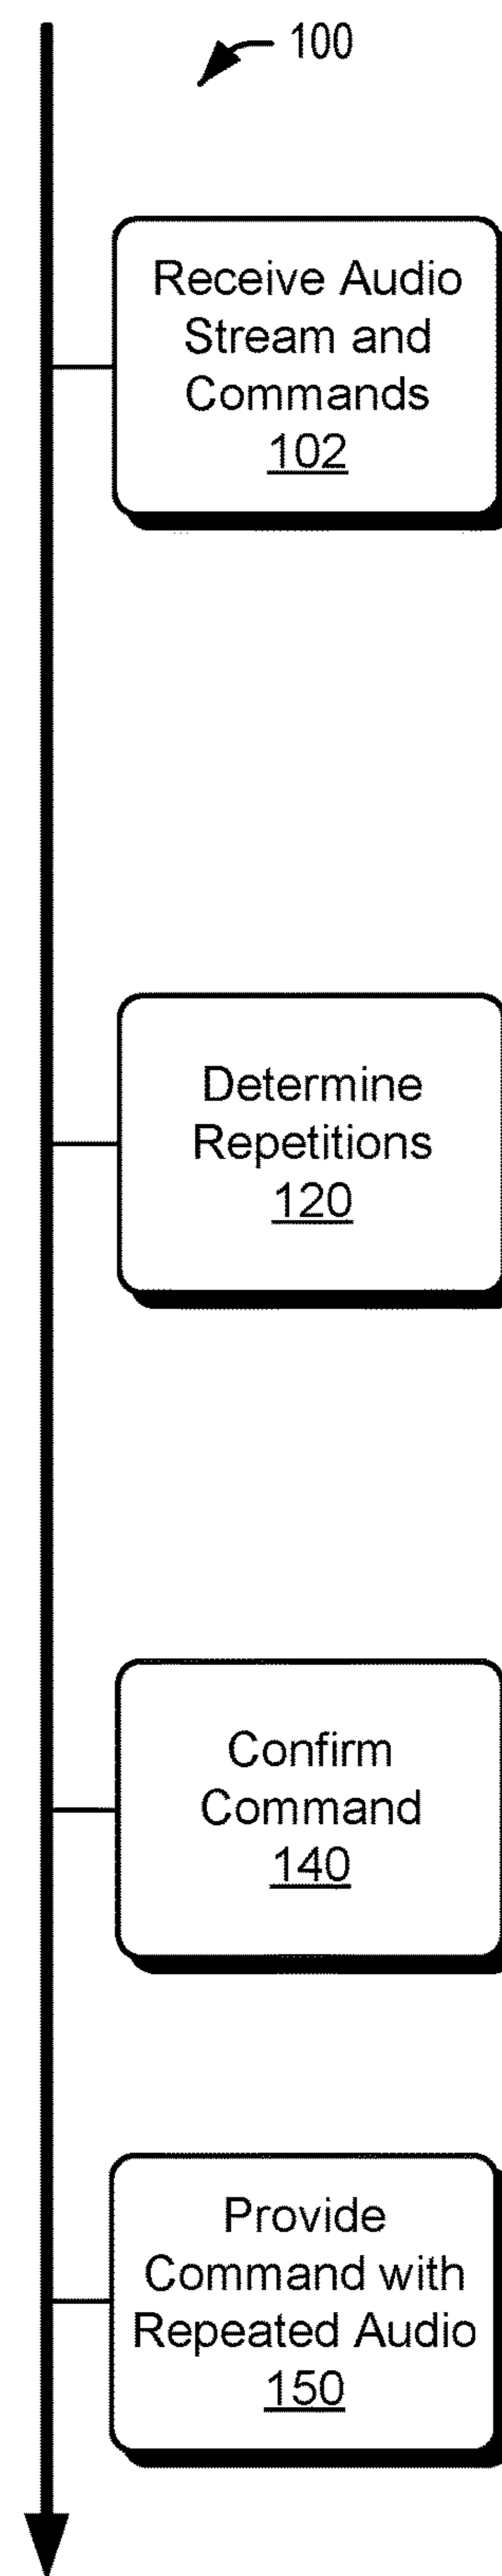 100
Receive Audio
Stream and
Commands
102
Determine
Repetitions
120
Confirm
Command
140
Provide
Command with
Repeated Audio
150